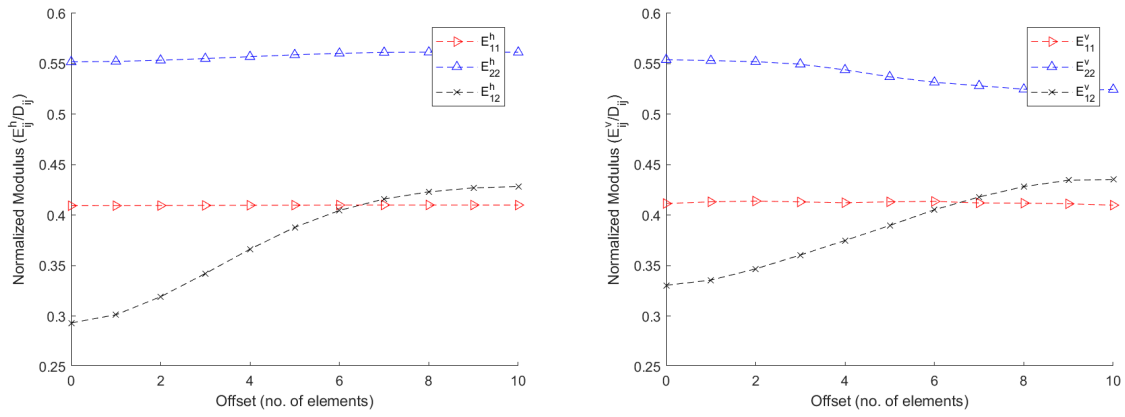 0.6
0.55
0.5
0.45
0.4
0.35
0.3
0.25
Normalized Modulus (E^h_ij/D_ij)
0 2 4 6 8 10
Offset (no. of elements)
E^h_11
E^h_22
E^h_12
0.6
0.55
0.5
0.45
0.4
0.35
0.3
0.25
Normalized Modulus (E^v_ij/D_ij)
0 2 4 6 8 10
Offset (no. of elements)
E^v_11
E^v_22
E^v_12